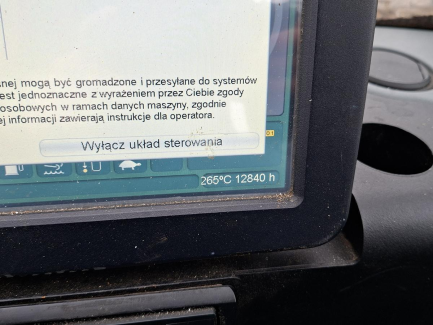 snej mogą być gromadzone i przesyłane do systemów
est jednoznaczne z wyrażeniem przez Ciebie zgody
osobowych w ramach danych maszyny, zgodnie
ej informacji zawierają instrukcje dla operatora.
Wyłącz układ sterowania
265°C 12840 h